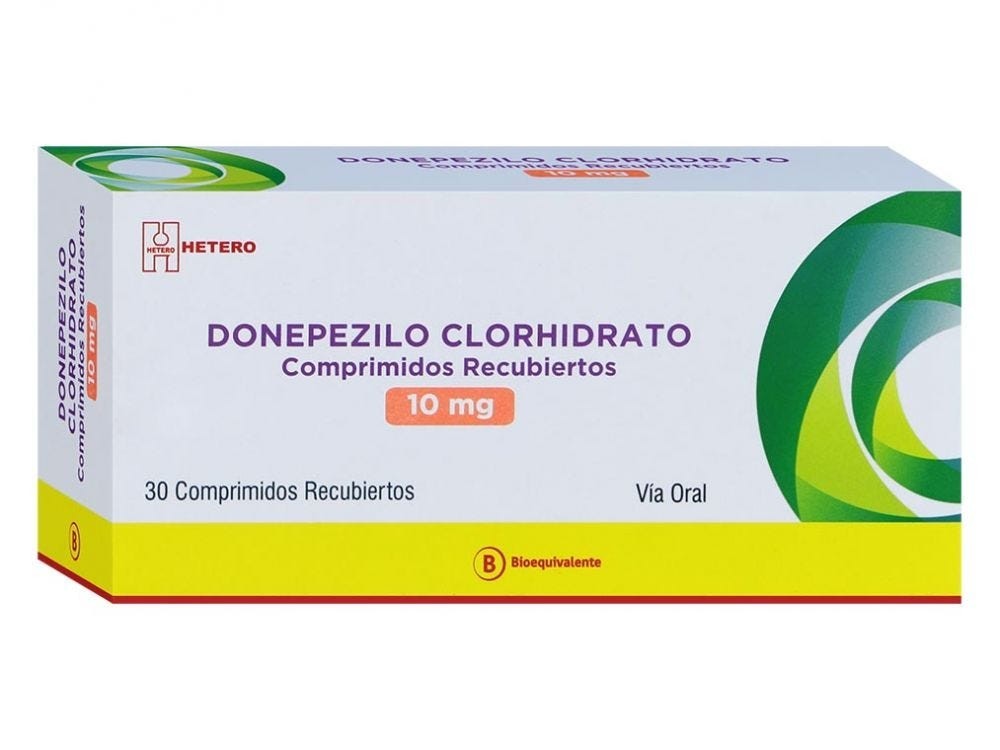 DONEPEZILO CLORHIDRATO
Comprimidos Recubiertos
10 mg
DONEPEZILO
CLORHIDRATO
Comprimidos Recubiertos
10 mg
B
HETERO
HETERO
DONEPEZILO CLORHIDRATO
Comprimidos Recubiertos
10 mg
30 Comprimidos Recubiertos
Vía Oral
B Bioequivalente